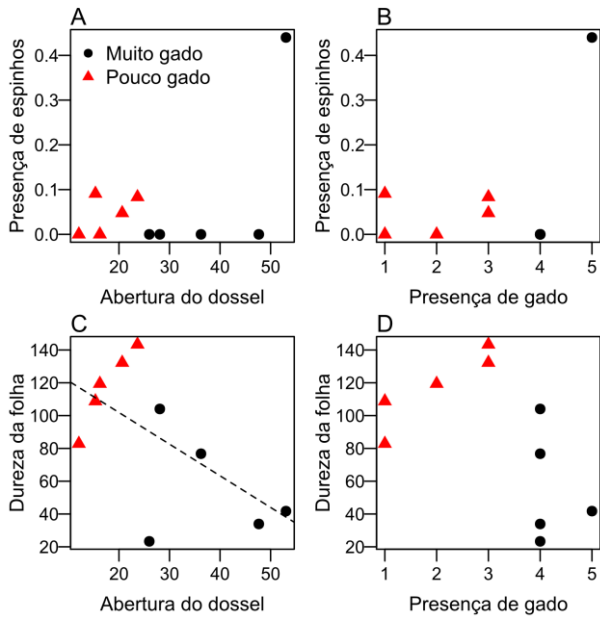 A
Presença de espinhos
0.4
0.3
0.2
0.1
0.0
Muito gado
Pouco gado
20 30 40 50
Abertura do dossel
B
Presença de espinhos
0.4
0.3
0.2
0.1
0.0
1 2 3 4 5
Presença de gado
C
Dureza da folha
140
120
100
80
60
40
20
20 30 40 50
Abertura do dossel
D
Dureza da folha
140
120
100
80
60
40
20
1 2 3 4 5
Presença de gado